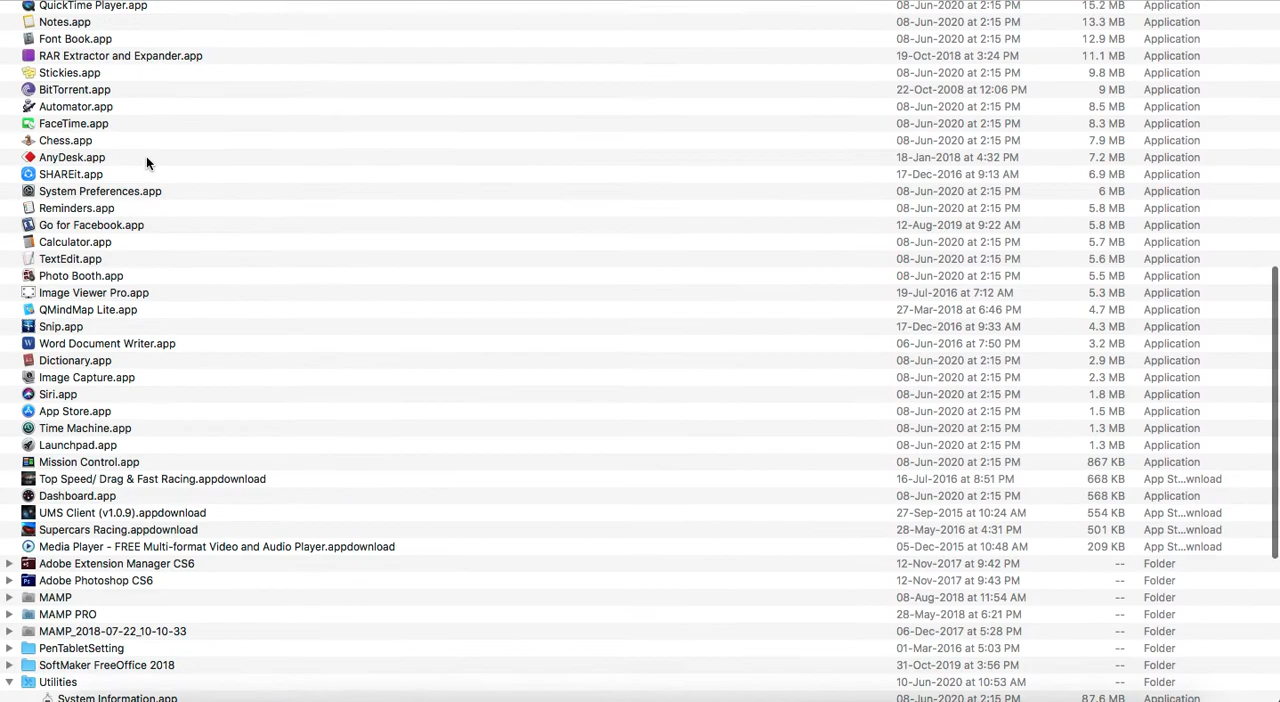 QuickTime Player.app 08-Jun-2020 at 2:15 PM 15.2 MB Application
Notes.app 08-Jun-2020 at 2:15 PM 13.3 MB Application
Font Book.app 08-Jun-2020 at 2:15 PM 12.9 MB Application
RAR Extractor and Expander.app 19-Oct-2018 at 3:24 PM 11.1 MB Application
Stickies.app 08-Jun-2020 at 2:15 PM 9.8 MB Application
BitTorrent.app 22-Oct-2008 at 12:06 PM 9 MB Application
Automator.app 08-Jun-2020 at 2:15 PM 8.5 MB Application
FaceTime.app 08-Jun-2020 at 2:15 PM 8.3 MB Application
Chess.app 08-Jun-2020 at 2:15 PM 7.9 MB Application
AnyDesk.app 18-Jan-2018 at 4:32 PM 7.2 MB Application
SHAREit.app 17-Dec-2016 at 9:13 AM 6.9 MB Application
System Preferences.app 08-Jun-2020 at 2:15 PM 6 MB Application
Reminders.app 08-Jun-2020 at 2:15 PM 5.8 MB Application
Go for Facebook.app 12-Aug-2019 at 9:22 AM 5.8 MB Application
Calculator.app 08-Jun-2020 at 2:15 PM 5.7 MB Application
TextEdit.app 08-Jun-2020 at 2:15 PM 5.6 MB Application
Photo Booth.app 08-Jun-2020 at 2:15 PM 5.5 MB Application
Image Viewer Pro.app 19-Jul-2016 at 7:12 AM 5.3 MB Application
QMindMap Lite.app 27-Mar-2018 at 6:46 PM 4.7 MB Application
Snip.app 17-Dec-2016 at 9:33 AM 4.3 MB Application
Word Document Writer.app 06-Jun-2016 at 7:50 PM 3.2 MB Application
Dictionary.app 08-Jun-2020 at 2:15 PM 2.9 MB Application
Image Capture.app 08-Jun-2020 at 2:15 PM 2.3 MB Application
Siri.app 08-Jun-2020 at 2:15 PM 1.8 MB Application
App Store.app 08-Jun-2020 at 2:15 PM 1.5 MB Application
Time Machine.app 08-Jun-2020 at 2:15 PM 1.3 MB Application
Launchpad.app 08-Jun-2020 at 2:15 PM 1.3 MB Application
Mission Control.app 08-Jun-2020 at 2:15 PM 867 KB Application
Top Speed/ Drag & Fast Racing.appdownload 16-Jul-2016 at 8:51 PM 668 KB App St...wnload
Dashboard.app 08-Jun-2020 at 2:15 PM 568 KB Application
UMS Client (v1.0.9).appdownload 27-Sep-2015 at 10:24 AM 554 KB App St...wnload
Supercars Racing.appdownload 28-May-2016 at 4:31 PM 501 KB App St...wnload
Media Player - FREE Multi-format Video and Audio Player.appdownload 05-Dec-2015 at 10:48 AM 209 KB App St...wnload
Adobe Extension Manager CS6 12-Nov-2017 at 9:42 PM -- Folder
Adobe Photoshop CS6 12-Nov-2017 at 9:43 PM -- Folder
MAMP 08-Aug-2018 at 11:54 AM -- Folder
MAMP PRO 28-May-2018 at 6:21 PM -- Folder
MAMP_2018-07-22_10-10-33 06-Dec-2017 at 5:28 PM -- Folder
PenTabletSetting 01-Mar-2016 at 5:03 PM -- Folder
SoftMaker FreeOffice 2018 31-Oct-2019 at 3:56 PM -- Folder
Utilities 10-Jun-2020 at 10:53 AM -- Folder
System Information.app 08-Jun-2020 at 2:15 PM 87.6 MB Application